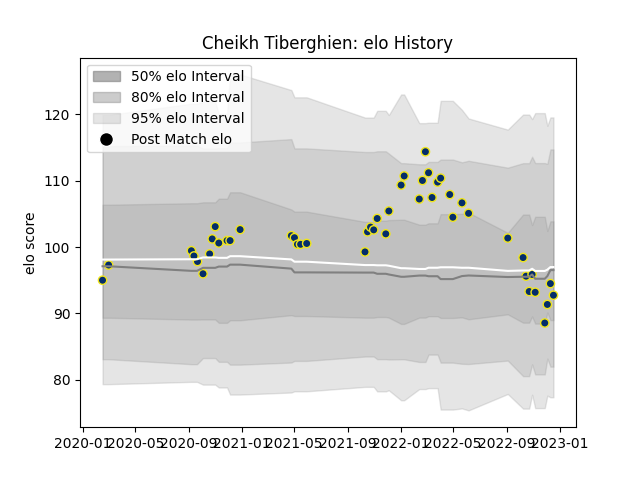 Cheikh Tiberghien: elo History
50% elo Interval
80% elo Interval
95% elo Interval
Post Match elo
elo score
120
110
100
90
80
2020-01 2020-05 2020-09 2021-01 2021-05 2021-09 2022-01 2022-05 2022-09 2023-01